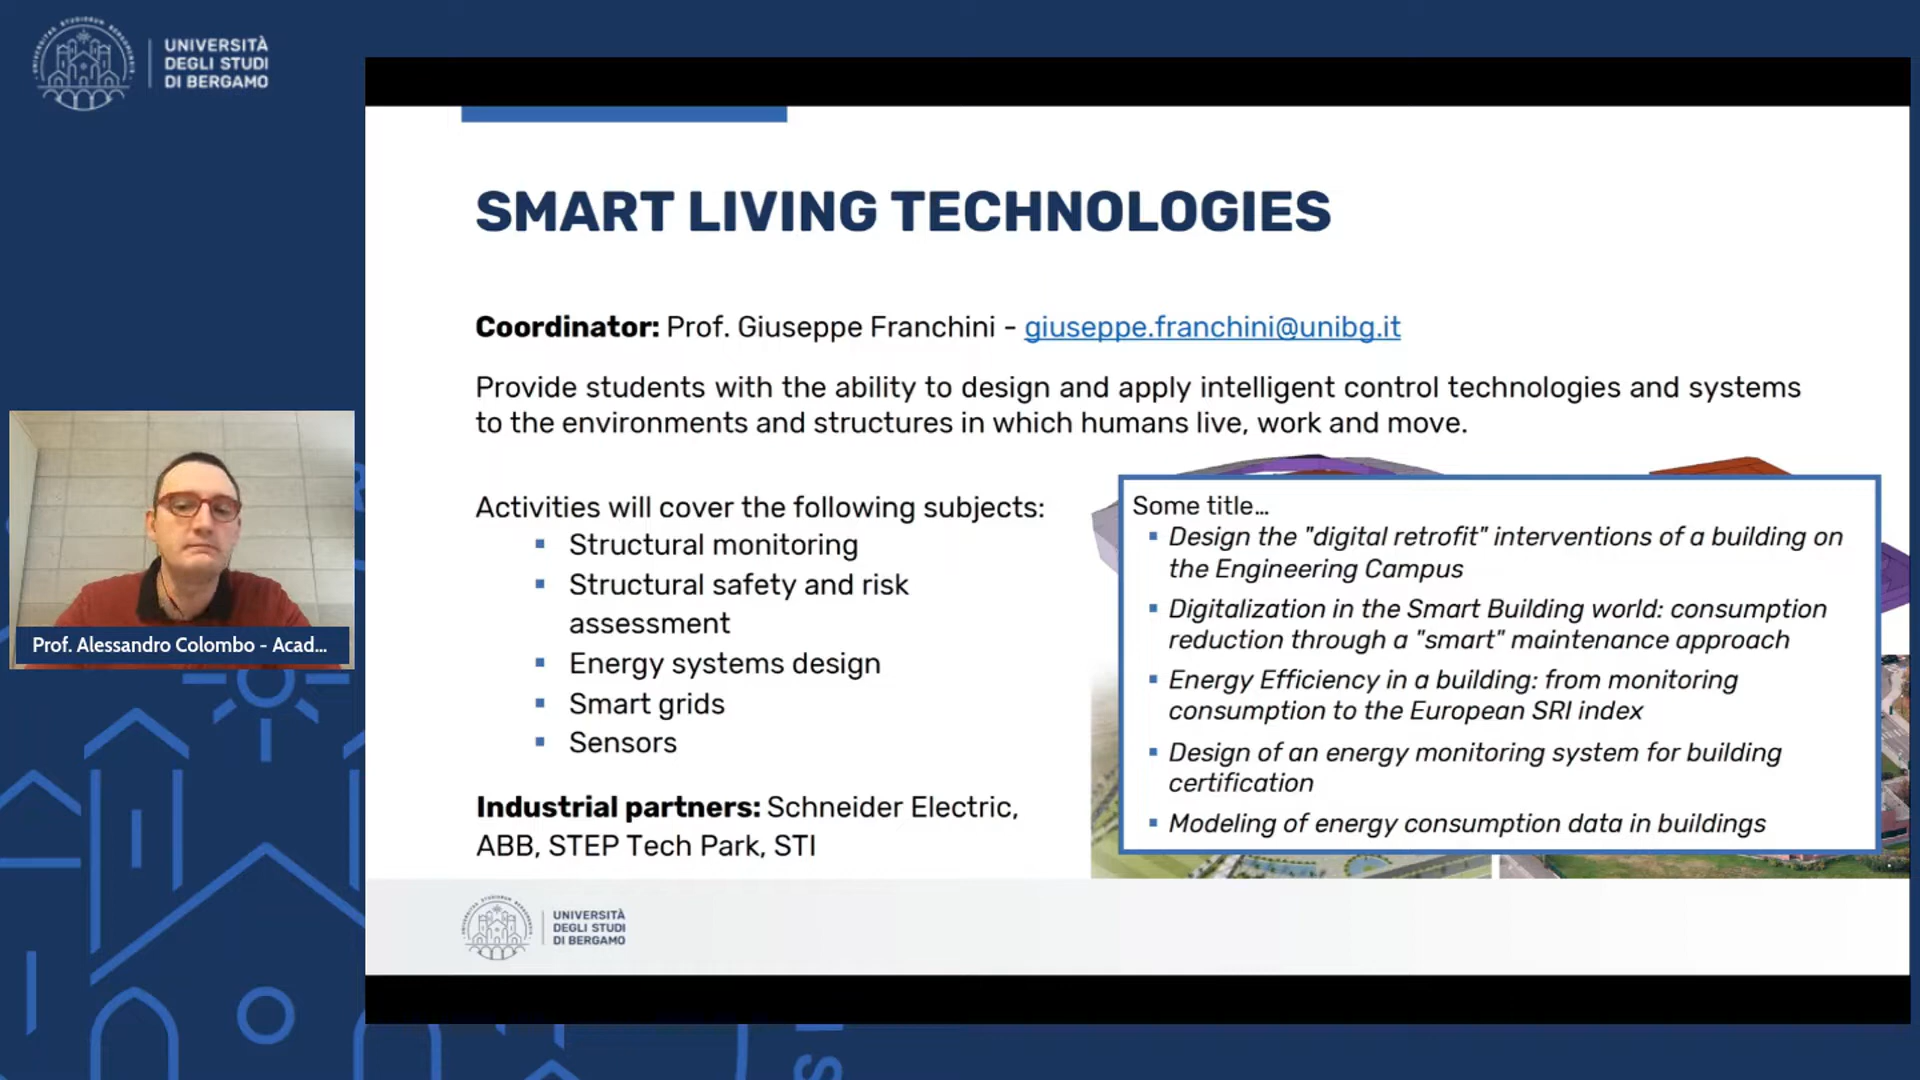 UNIVERSITÀ
DEGLI STUDI
DI BERGAMO
SMART LIVING TECHNOLOGIES
Coordinator: Prof. Giuseppe Franchini - giuseppe.franchini@unibg.it
Provide students with the ability to design and apply intelligent control technologies and systems
to the environments and structures in which humans live, work and move.
Activities will cover the following subjects:
▪ Structural monitoring
▪ Structural safety and risk
assessment
▪ Energy systems design
▪ Smart grids
▪ Sensors
Industrial partners: Schneider Electric,
ABB, STEP Tech Park, STI
Some title…
▪ Design the "digital retrofit" interventions of a building on
the Engineering Campus
▪ Digitalization in the Smart Building world: consumption
reduction through a "smart" maintenance approach
▪ Energy Efficiency in a building: from monitoring
consumption to the European SRI index
▪ Design of an energy monitoring system for building
certification
▪ Modeling of energy consumption data in buildings
Prof. Alessandro Colombo - Acad...
UNIVERSITÀ
DEGLI STUDI
DI BERGAMO